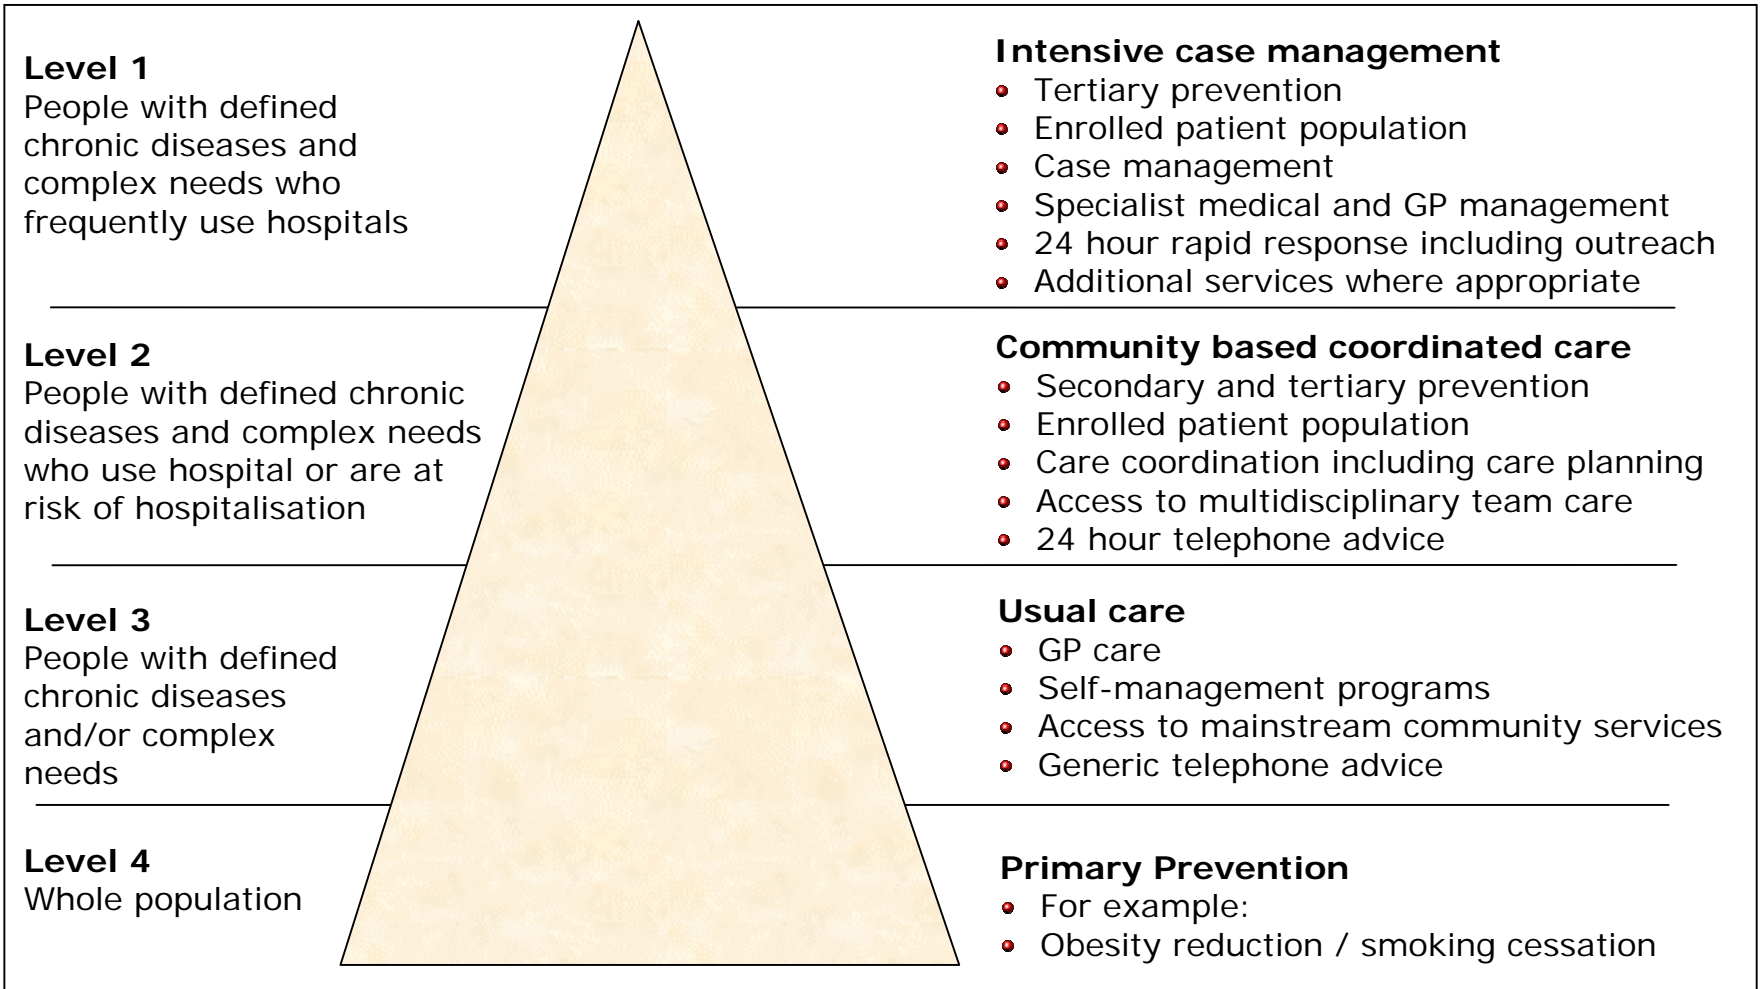 Level 1
People with defined
chronic diseases and
complex needs who
frequently use hospitals
Intensive case management
Tertiary prevention
Enrolled patient population
Case management
Specialist medical and GP management
24 hour rapid response including outreach
Additional services where appropriate
Level 2
People with defined chronic
diseases and complex needs
who use hospital or are at
risk of hospitalisation
Community based coordinated care
Secondary and tertiary prevention
Enrolled patient population
Care coordination including care planning
Access to multidisciplinary team care
24 hour telephone advice
Level 3
People with defined
chronic diseases
and/or complex
needs
Usual care
GP care
Self-management programs
Access to mainstream community services
Generic telephone advice
Level 4
Whole population
Primary Prevention
For example:
Obesity reduction / smoking cessation